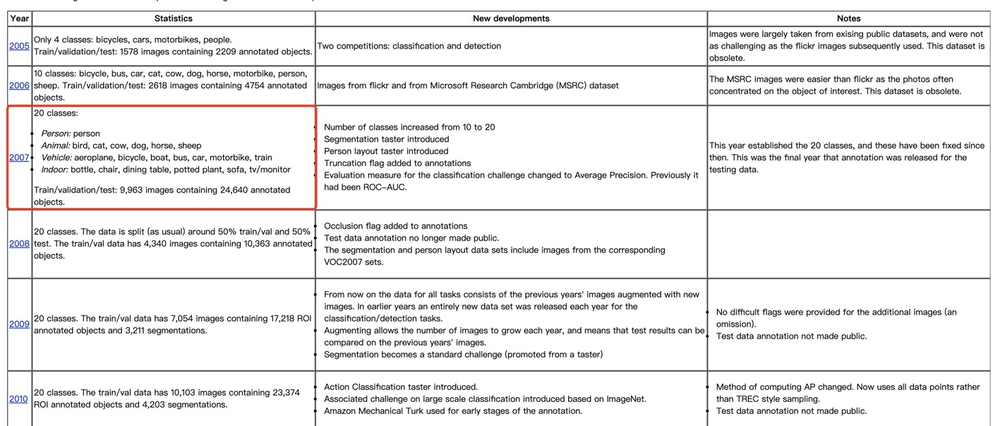 Year Statistics New developments Notes
2005
Only 4 classes: bicycles, cars, motorbikes, people.
Train/validation/test: 1578 images containing 2209 annotated objects.
Two competitions: classification and detection
Images were largely taken from exising public datasets, and were not
as challenging as the flickr images subsequently used. This dataset is
obsolete.
2006
10 classes: bicycle, bus, car, cat, cow, dog, horse, motorbike, person,
sheep. Train/validation/test: 2618 images containing 4754 annotated
objects.
Images from flickr and from Microsoft Research Cambridge (MSRC) dataset
The MSRC images were easier than flickr as the photos often
concentrated on the object of interest. This dataset is obsolete.
2007
20 classes:
• Person: person
• Animal: bird, cat, cow, dog, horse, sheep
• Vehicle: aeroplane, bicycle, boat, bus, car, motorbike, train
• Indoor: bottle, chair, dining table, potted plant, sofa, tv/monitor
Train/validation/test: 9,963 images containing 24,640 annotated
objects.
• Number of classes increased from 10 to 20
• Segmentation taster introduced
• Person layout taster introduced
• Truncation flag added to annotations
• Evaluation measure for the classification challenge changed to Average Precision. Previously it
had been ROC-AUC.
This year established the 20 classes, and these have been fixed since
then. This was the final year that annotation was released for the
testing data.
2008
20 classes. The data is split (as usual) around 50% train/val and 50%
test. The train/val data has 4,340 images containing 10,363 annotated
objects.
• Occlusion flag added to annotations
• Test data annotation no longer made public.
• The segmentation and person layout data sets include images from the corresponding
VOC2007 sets.
2009
20 classes. The train/val data has 7,054 images containing 17,218 ROI
annotated objects and 3,211 segmentations.
• From now on the data for all tasks consists of the previous years' images augmented with new
images. In earlier years an entirely new data set was released each year for the
classification/detection tasks.
• Augmenting allows the number of images to grow each year, and means that test results can be
compared on the previous years' images.
• Segmentation becomes a standard challenge (promoted from a taster)
• No difficult flags were provided for the additional images (an
omission).
• Test data annotation not made public.
2010
20 classes. The train/val data has 10,103 images containing 23,374
ROI annotated objects and 4,203 segmentations.
• Action Classification taster introduced.
• Associated challenge on large scale classification introduced based on ImageNet.
• Amazon Mechanical Turk used for early stages of the annotation.
• Method of computing AP changed. Now uses all data points rather
than TREC style sampling.
• Test data annotation not made public.